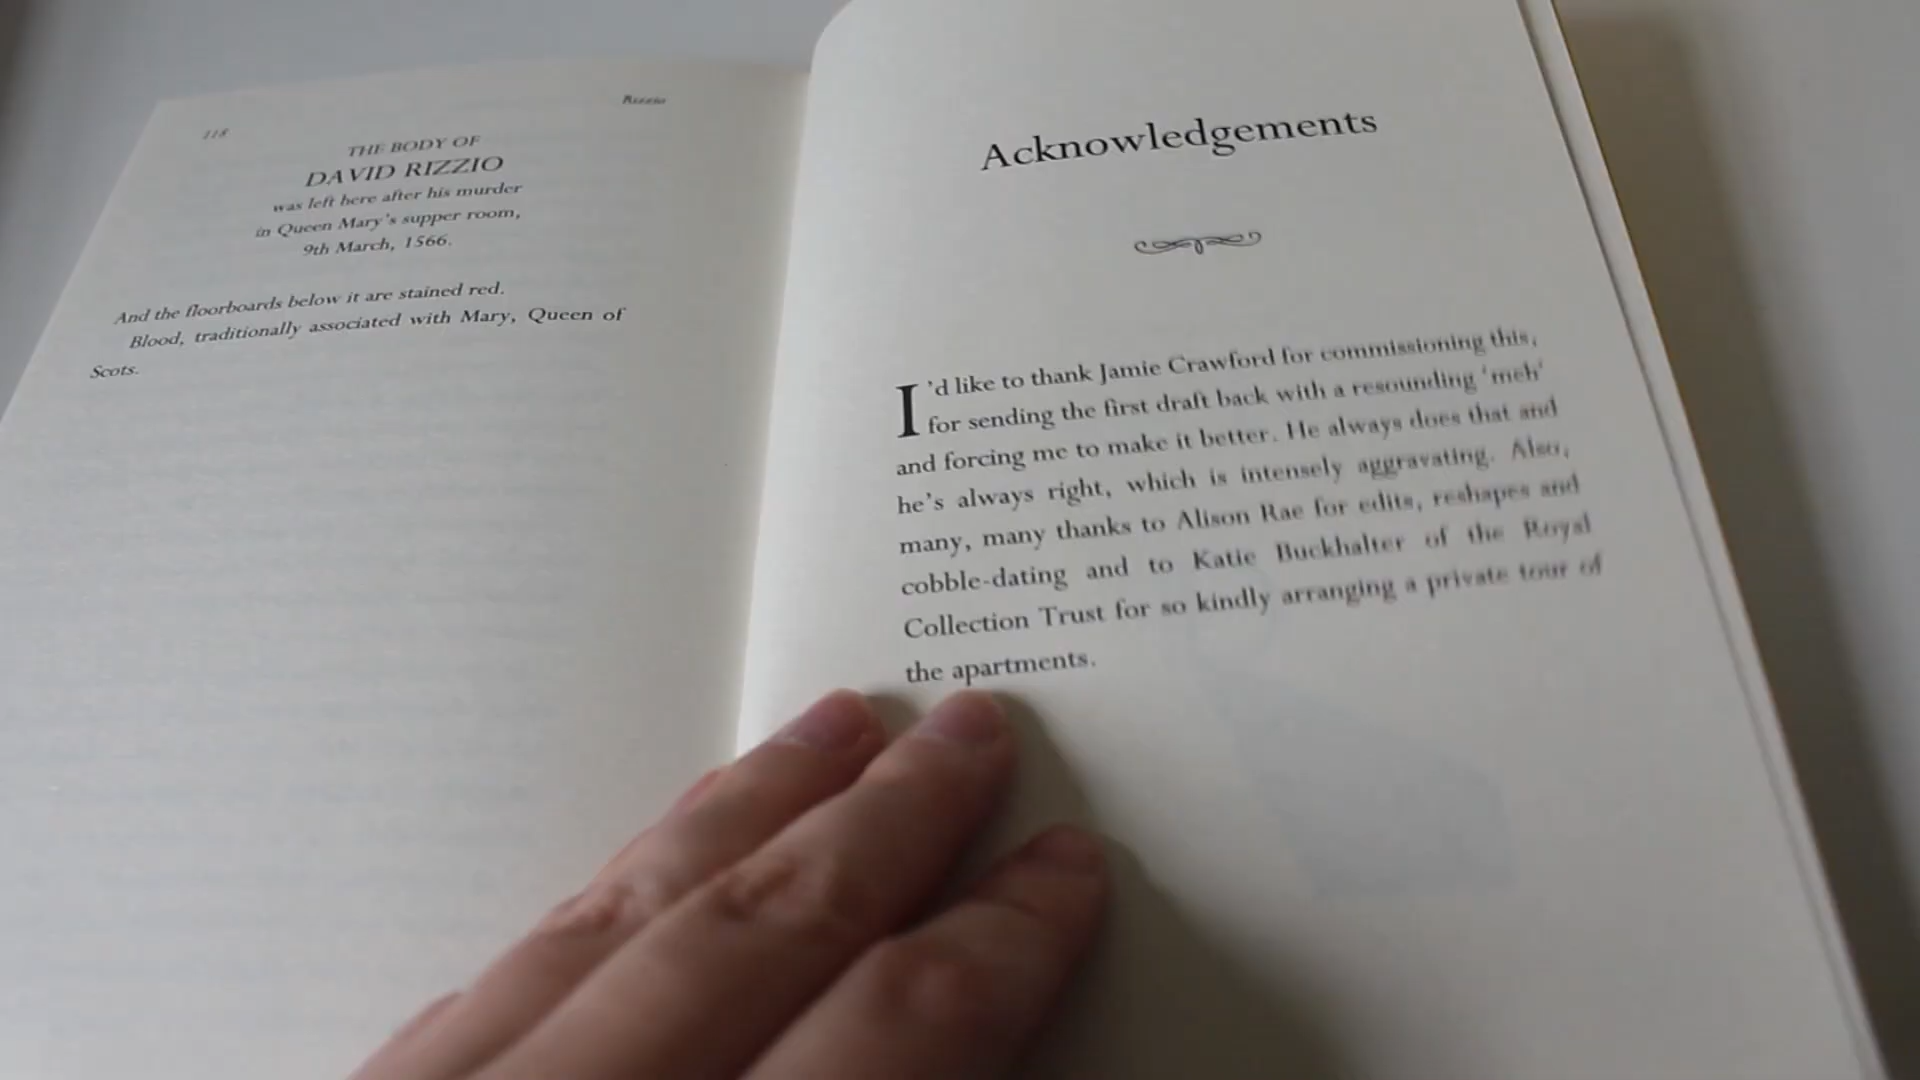 118
Rizzio
THE BODY OF
DAVID RIZZIO
was left here after his murder
in Queen Mary's supper room,
9th March, 1566.
And the floorboards below it are stained red.
Blood, traditionally associated with Mary, Queen of
Scots.
Acknowledgements
I'd like to thank Jamie Crawford for commissioning this,
for sending the first draft back with a resounding 'meh'
and forcing me to make it better. He always does that and
he's always right, which is intensely aggravating. Also,
many, many thanks to Alison Rae for edits, reshapes and
cobble-dating and to Katie Buckhalter of the Royal
Collection Trust for so kindly arranging a private tour of
the apartments.